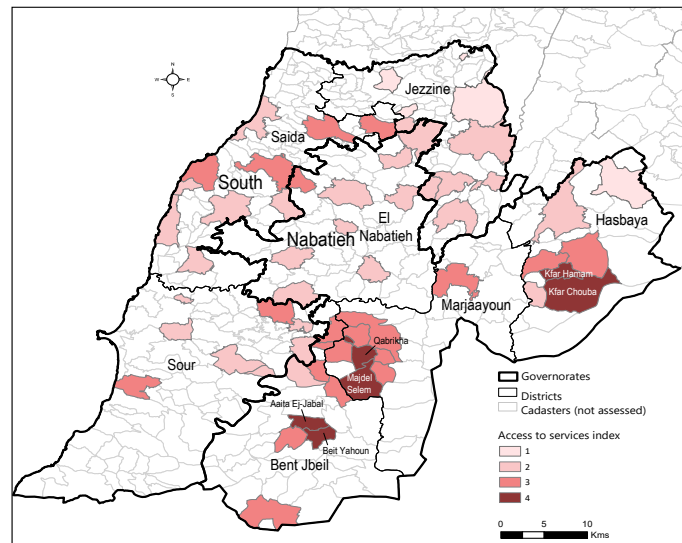 N
W E
S
Jezzine
Saida
South
El
Nabatieh
Nabatieh
Hasbaya
Kfar Hamam
Kfar Chouba
Marjaayoun
Sour
Qabrikha
Majdel
Selem
Aaita Ej-Jabal
Beit Yahoun
Bent Jbeil
Governorates
Districts
Cadasters (not assessed)
Access to services index
1
2
3
4
0 5 10
Kms